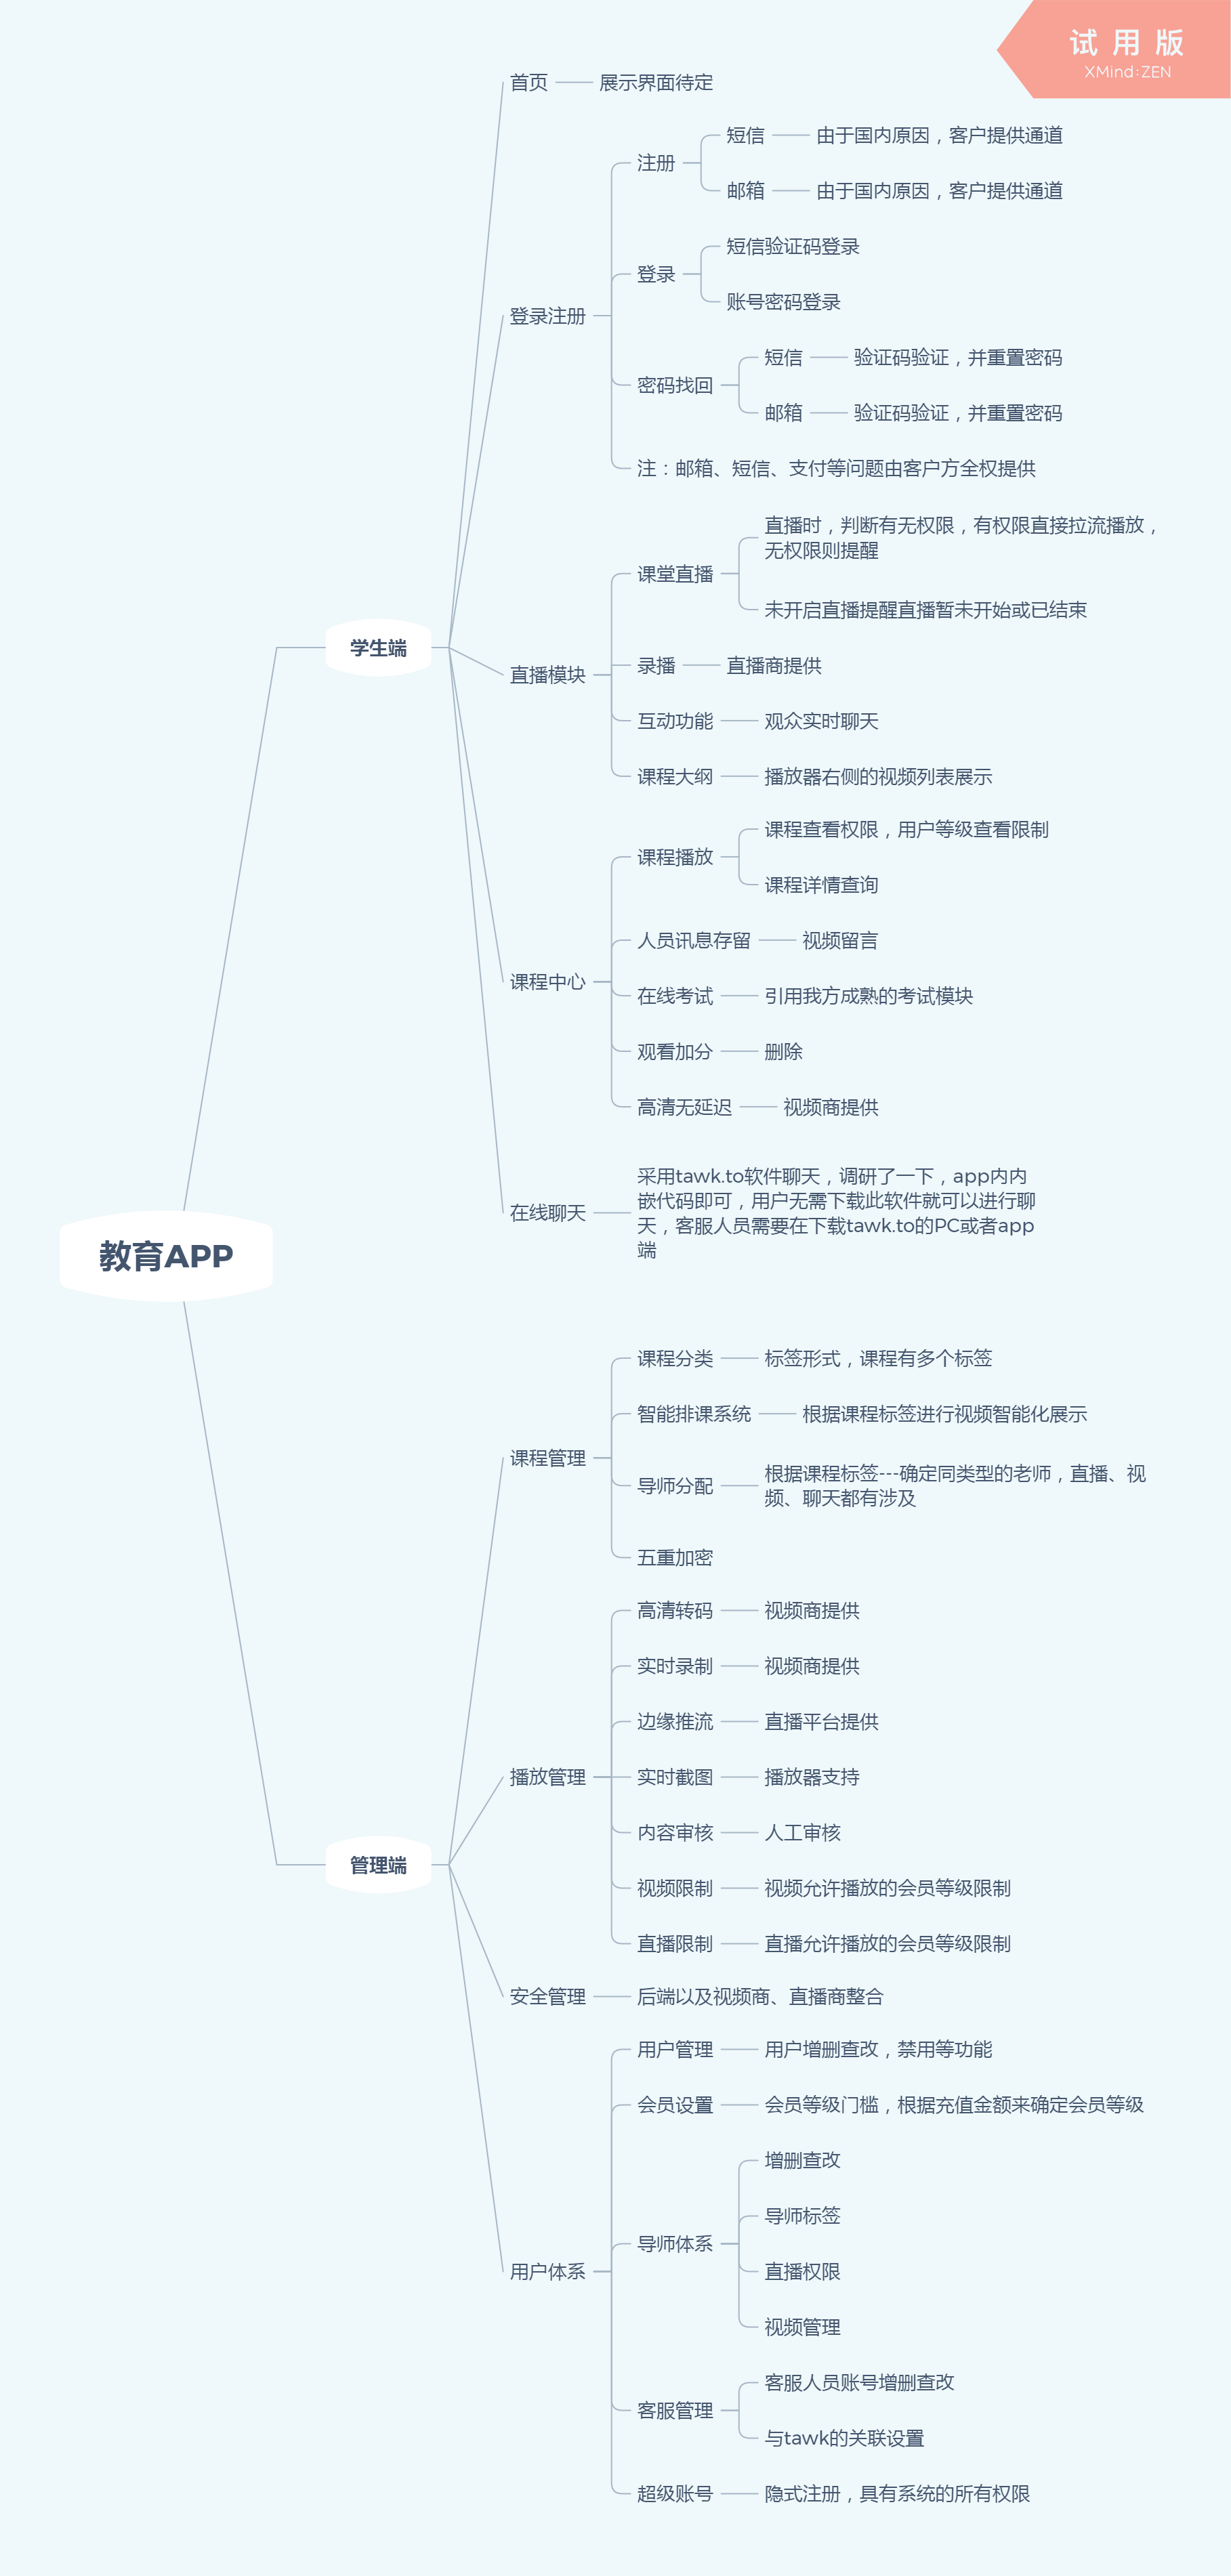 试用版
XMind:ZEN
教育APP
学生端
首页
展示界面待定
登录注册
注册
短信
由于国内原因，客户提供通道
邮箱
由于国内原因，客户提供通道
登录
短信验证码登录
账号密码登录
密码找回
短信
验证码验证，并重置密码
邮箱
验证码验证，并重置密码
注：邮箱、短信、支付等问题由客户方全权提供
直播模块
课堂直播
直播时，判断有无权限，有权限直接拉流播放，
无权限则提醒
未开启直播提醒直播暂未开始或已结束
录播
直播商提供
互动功能
观众实时聊天
课程大纲
播放器右侧的视频列表展示
课程中心
课程播放
课程查看权限，用户等级查看限制
课程详情查询
人员讯息存留
视频留言
在线考试
引用我方成熟的考试模块
观看加分
删除
高清无延迟
视频商提供
在线聊天
采用tawk.to软件聊天，调研了一下，app内内
嵌代码即可，用户无需下载此软件就可以进行聊
天，客服人员需要在下载tawk.to的PC或者app
端
管理端
课程管理
课程分类
标签形式，课程有多个标签
智能排课系统
根据课程标签进行视频智能化展示
导师分配
根据课程标签---确定同类型的老师，直播、视
频、聊天都有涉及
五重加密
播放管理
高清转码
视频商提供
实时录制
视频商提供
边缘推流
直播平台提供
实时截图
播放器支持
内容审核
人工审核
视频限制
视频允许播放的会员等级限制
直播限制
直播允许播放的会员等级限制
安全管理
后端以及视频商、直播商整合
用户体系
用户管理
用户增删查改，禁用等功能
会员设置
会员等级门槛，根据充值金额来确定会员等级
导师体系
增删查改
导师标签
直播权限
视频管理
客服管理
客服人员账号增删查改
与tawk的关联设置
超级账号
隐式注册，具有系统的所有权限